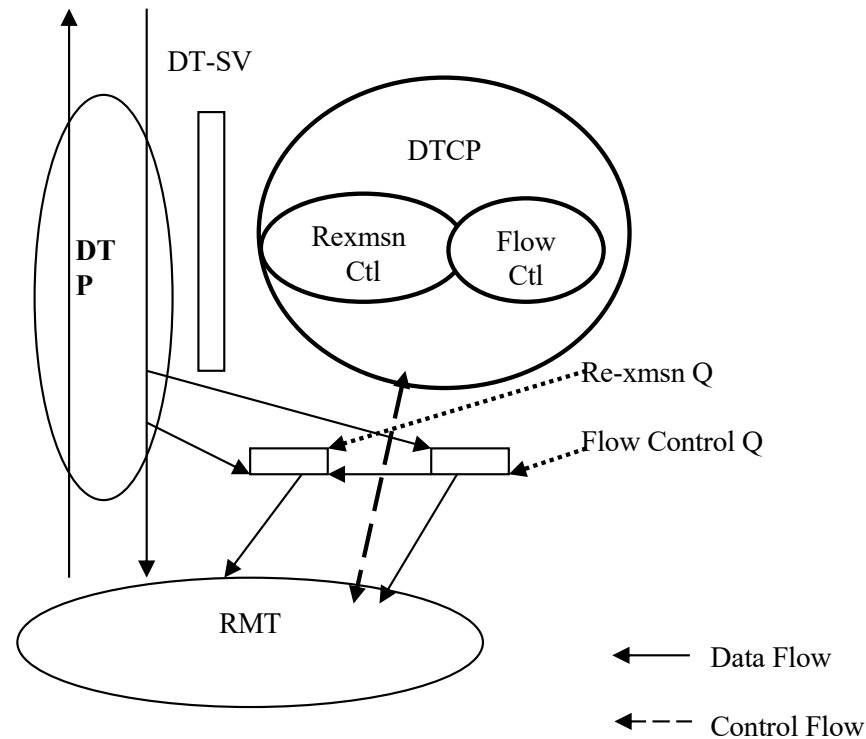 DT-SV
DTCP
DT
P
Rexmsn
Ctl
Flow
Ctl
Re-xmsn Q
Flow Control Q
RMT
Data Flow
Control Flow